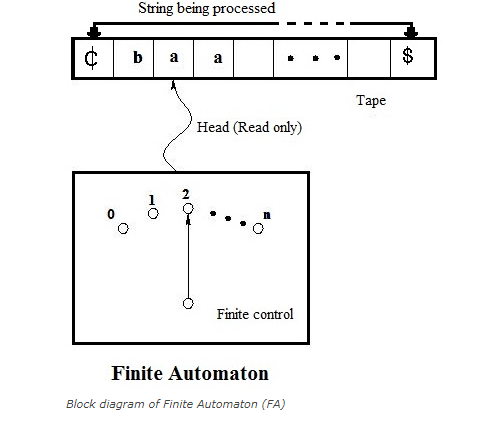 String being processed
¢ b a a • • • $
Tape
Head (Read only)
0 1 2 n
Finite control
Finite Automaton
Block diagram of Finite Automaton (FA)